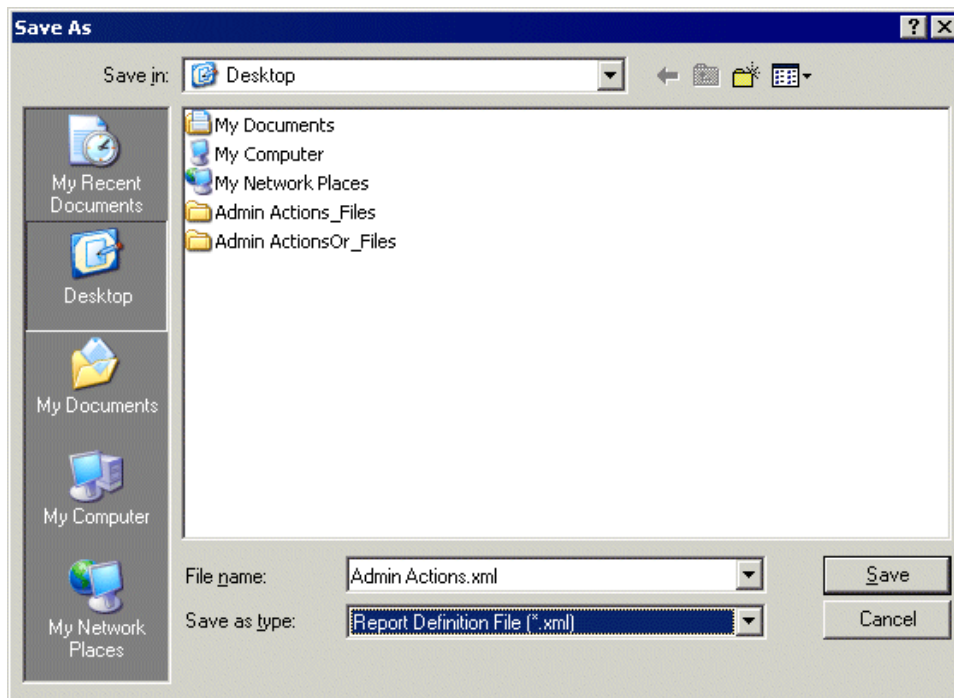 Save As
Save in: Desktop
My Recent Documents
Desktop
My Documents
My Computer
My Network Places
My Documents
My Computer
My Network Places
Admin Actions_Files
Admin ActionsOr_Files
File name: Admin Actions.xml Save
Save as type: Report Definition File (*.xml) Cancel